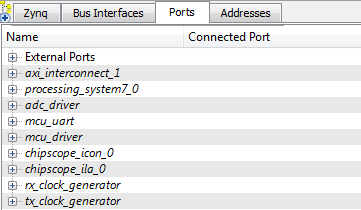 Zynq Bus Interfaces Ports Addresses
Name Connected Port
External Ports
axi_interconnect_1
processing_system7_0
adc_driver
mcu_uart
mcu_driver
chipscope_icon_0
chipscope_ila_0
rx_clock_generator
tx_clock_generator